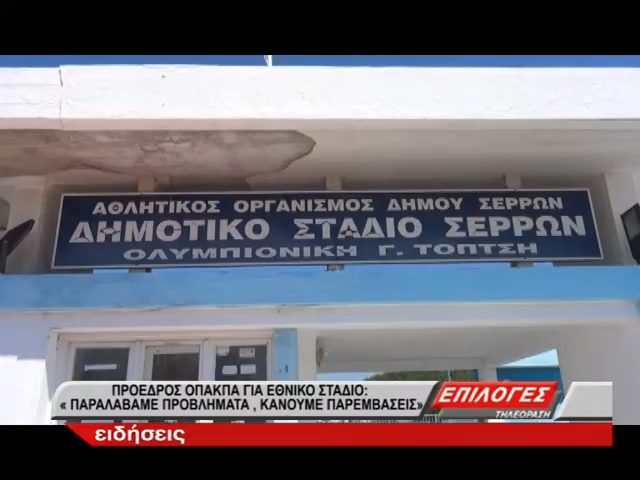 ΑΘΛΗΤΙΚΟΣ ΟΡΓΑΝΙΣΜΟΣ ΔΗΜΟΥ ΣΕΡΡΩΝ
ΔΗΜΟΤΙΚΟ ΣΤΑΔΙΟ ΣΕΡΡΩΝ
ΟΛΥΜΠΙΟΝΙΚΗ Γ. ΤΟΠΤΣΗ
ΠΡΟΕΔΡΟΣ ΟΠΑΚΠΑ ΓΙΑ ΕΘΝΙΚΟ ΣΤΑΔΙΟ:
« ΠΑΡΑΛΑΒΑΜΕ ΠΡΟΒΛΗΜΑΤΑ , ΚΑΝΟΥΜΕ ΠΑΡΕΜΒΑΣΕΙΣ»
ΕΠΙΛΟΓΕΣ
ΤΗΛΕΟΡΑΣΗ
ειδήσεις